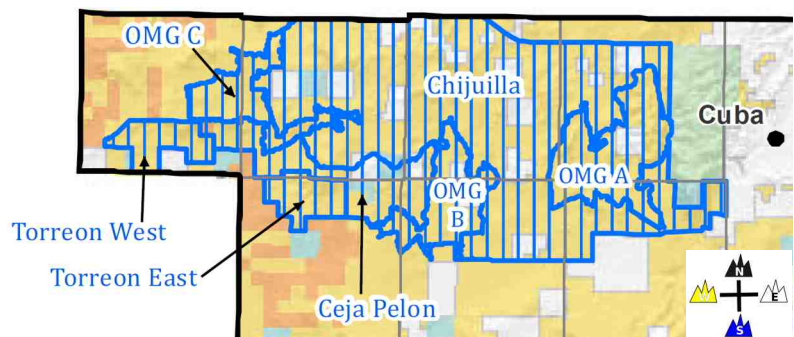 OMG C
Chijuilla
Cuba
OMG A
OMG
B
Torreon West
Torreon East
Ceja Pelon
N
W
E
S